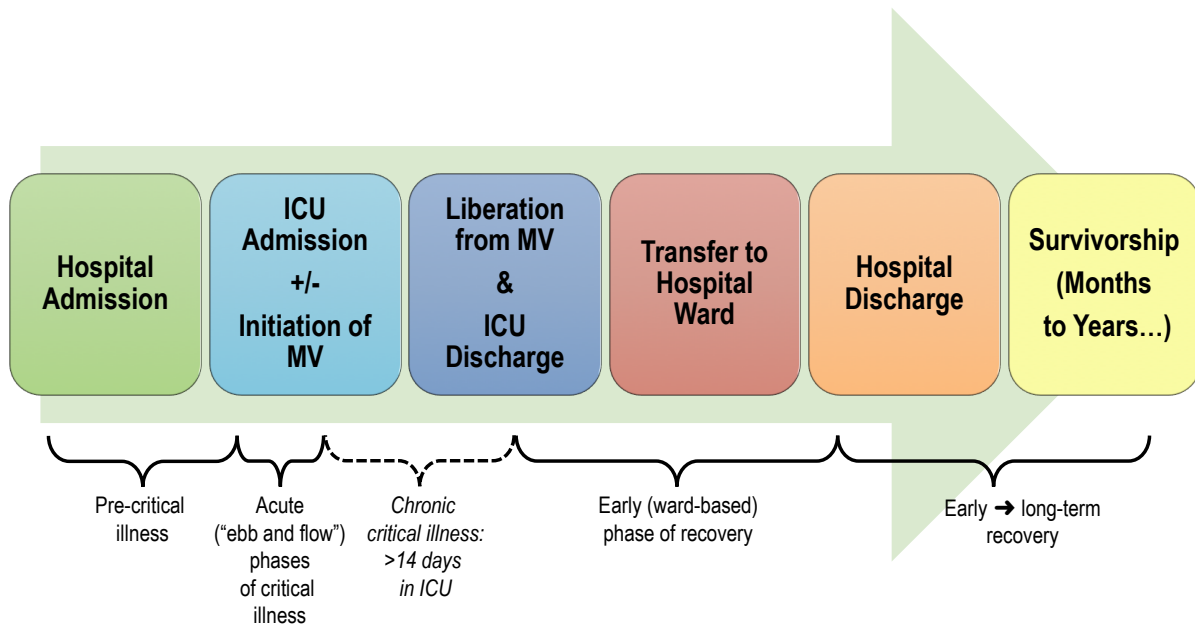 Hospital
Admission
ICU
Admission
+/-
Initiation of
MV
Liberation
from MV
&
ICU
Discharge
Transfer to
Hospital
Ward
Hospital
Discharge
Survivorship
(Months
to Years…)
Pre-critical
illness
Acute
(“ebb and flow”)
phases
of critical
illness
Chronic
critical illness:
>14 days
in ICU
Early (ward-based)
phase of recovery
Early ➜ long-term
recovery